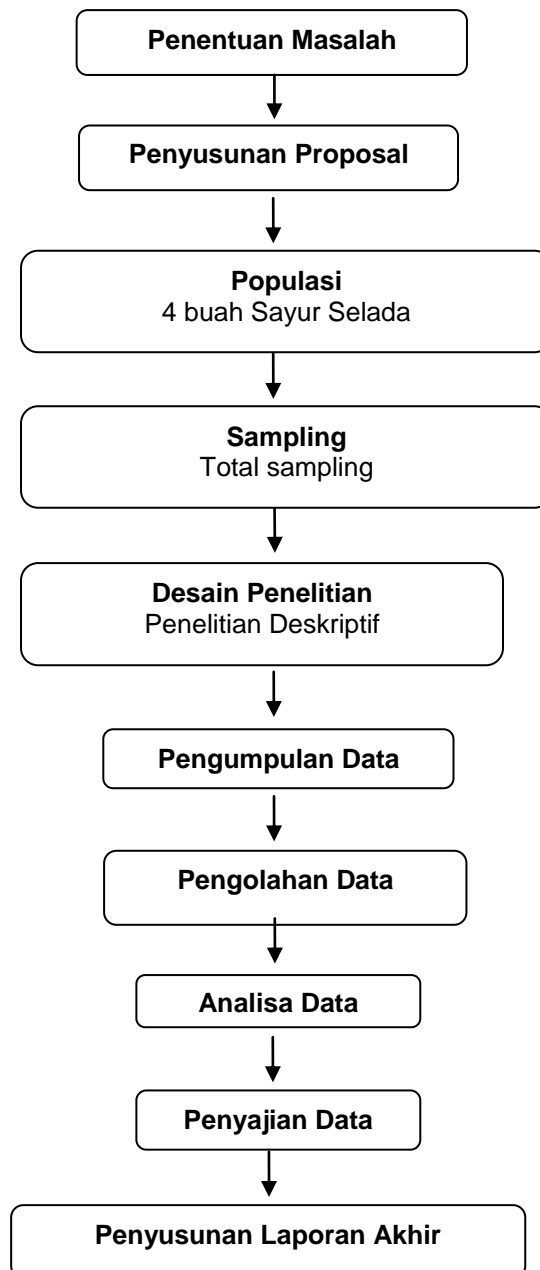 Penentuan Masalah
Penyusunan Proposal
Populasi
4 buah Sayur Selada
Sampling
Total sampling
Desain Penelitian
Penelitian Deskriptif
Pengumpulan Data
Pengolahan Data
Analisa Data
Penyajian Data
Penyusunan Laporan Akhir